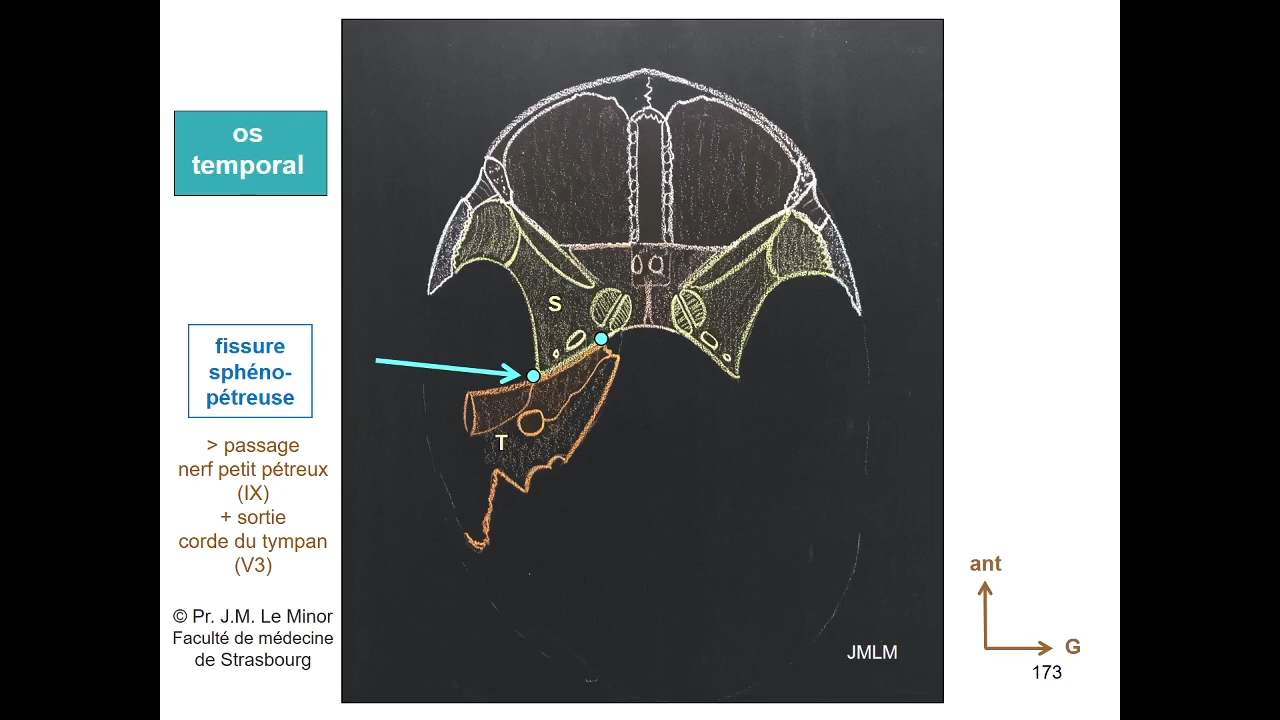 os
temporal
fissure
sphéno-
pétreuse
> passage
nerf petit pétreux
(IX)
+ sortie
corde du tympan
(V3)
© Pr. J.M. Le Minor
Faculté de médecine
de Strasbourg
S
T
JMLM
ant
G
173